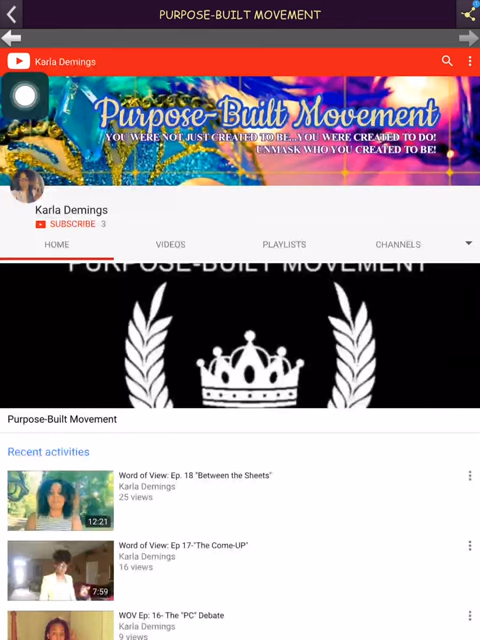 PURPOSE-BUILT MOVEMENT
Karla Demings
Purpose-Built Movement
YOU WERE NOT JUST CREATED TO BE...YOU WERE CREATED TO DO!
UNMASK WHO YOU CREATED TO BE!
Karla Demings
SUBSCRIBE 3
HOME VIDEOS PLAYLISTS CHANNELS
PURPOSE-BUILT MOVEMENT
Purpose-Built Movement
Recent activities
Word of View: Ep. 18 "Between the Sheets"
Karla Demings
25 views
12:21
Word of View: Ep 17-"The Come-UP"
Karla Demings
16 views
7:59
WOV Ep: 16- The "PC" Debate
Karla Demings
9 views